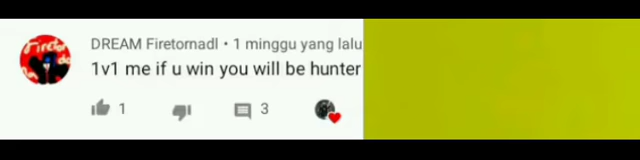 DREAM Firetornadl • 1 minggu yang lalu
1v1 me if u win you will be hunter
1
3